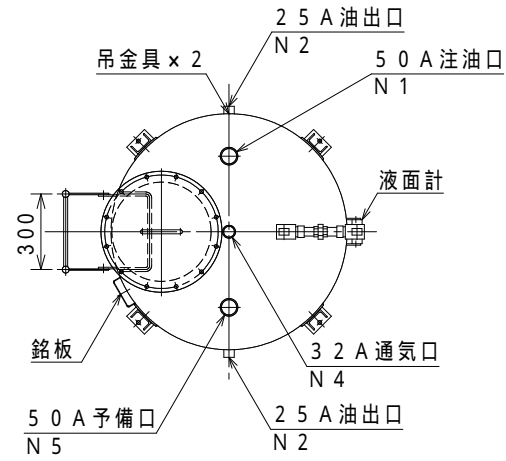 ２５Ａ油出口
Ｎ２
吊金具×２
５０Ａ注油口
Ｎ１
液面計
300
銘板
３２Ａ通気口
Ｎ４
５０Ａ予備口
Ｎ５
２５Ａ油出口
Ｎ２